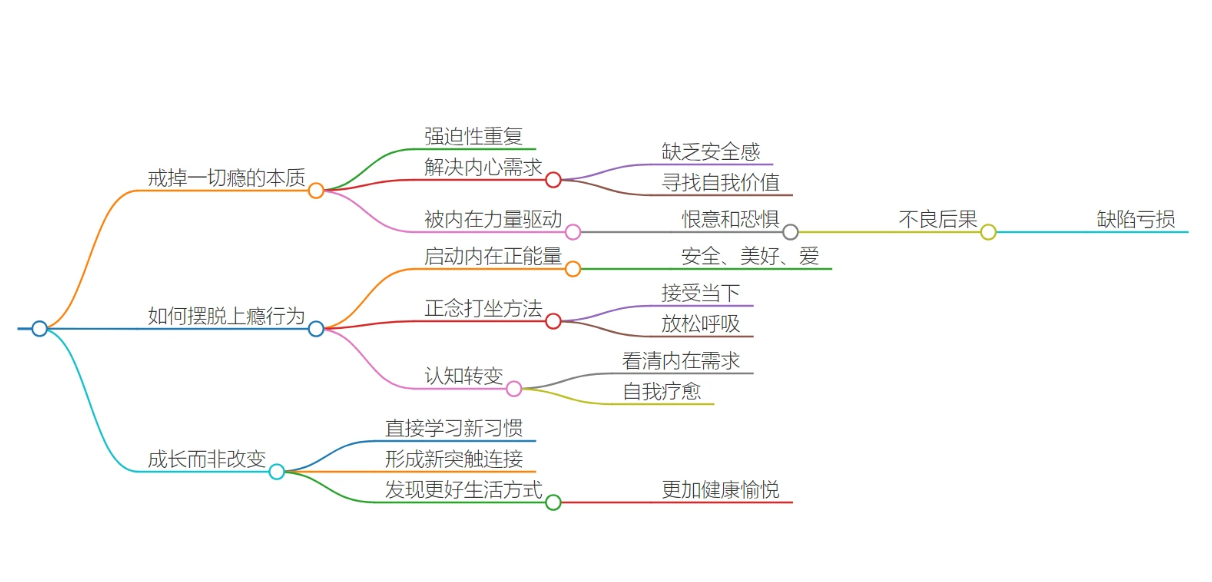 戒掉一切瘾的本质
强迫性重复
解决内心需求
缺乏安全感
寻找自我价值
被内在力量驱动
恨意和恐惧
不良后果
缺陷亏损
如何摆脱上瘾行为
启动内在正能量
安全、美好、爱
正念打坐方法
接受当下
放松呼吸
认知转变
看清内在需求
自我疗愈
成长而非改变
直接学习新习惯
形成新突触连接
发现更好生活方式
更加健康愉悦